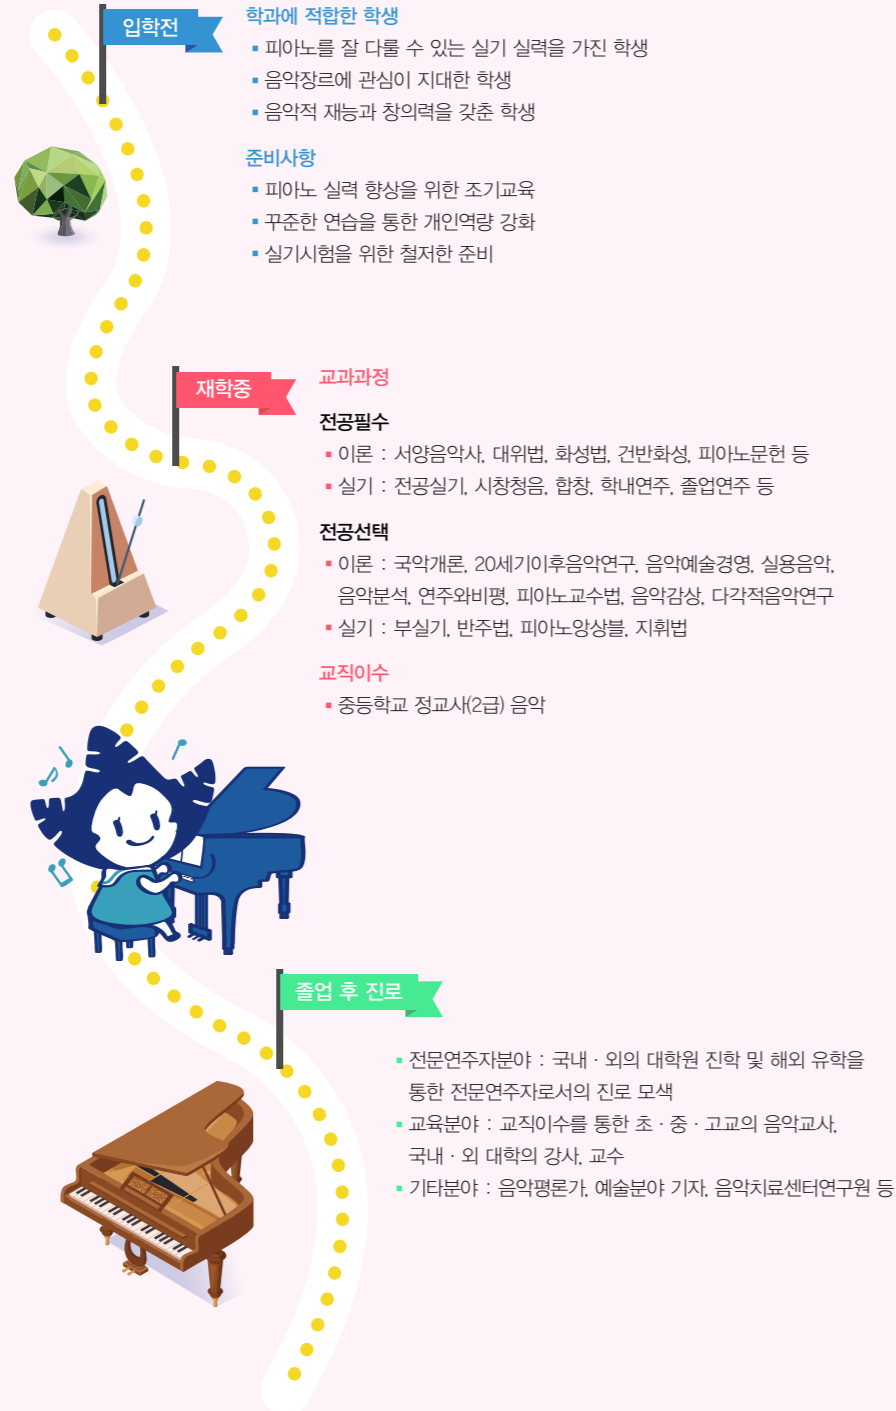 입학전
학과에 적합한 학생
▪ 피아노를 잘 다룰 수 있는 실기 실력을 가진 학생
▪ 음악장르에 관심이 지대한 학생
▪ 음악적 재능과 창의력을 갖춘 학생
준비사항
▪ 피아노 실력 향상을 위한 조기교육
▪ 꾸준한 연습을 통한 개인역량 강화
▪ 실기시험을 위한 철저한 준비
재학중
교과과정
전공필수
▪ 이론 : 서양음악사, 대위법, 화성법, 건반화성, 피아노문헌 등
▪ 실기 : 전공실기, 시창청음, 합창, 학내연주, 졸업연주 등
전공선택
▪ 이론 : 국악개론, 20세기이후음악연구, 음악예술경영, 실용음악,
음악분석, 연주와비평, 피아노교수법, 음악감상, 다각적음악연구
▪ 실기 : 부실기, 반주법, 피아노앙상블, 지휘법
교직이수
▪ 중등학교 정교사(2급) 음악
졸업 후 진로
▪ 전문연주자분야 : 국내 · 외의 대학원 진학 및 해외 유학을
통한 전문연주자로서의 진로 모색
▪ 교육분야 : 교직이수를 통한 초 · 중 · 고교의 음악교사,
국내 · 외 대학의 강사, 교수
▪ 기타분야 : 음악평론가, 예술분야 기자, 음악치료센터연구원 등